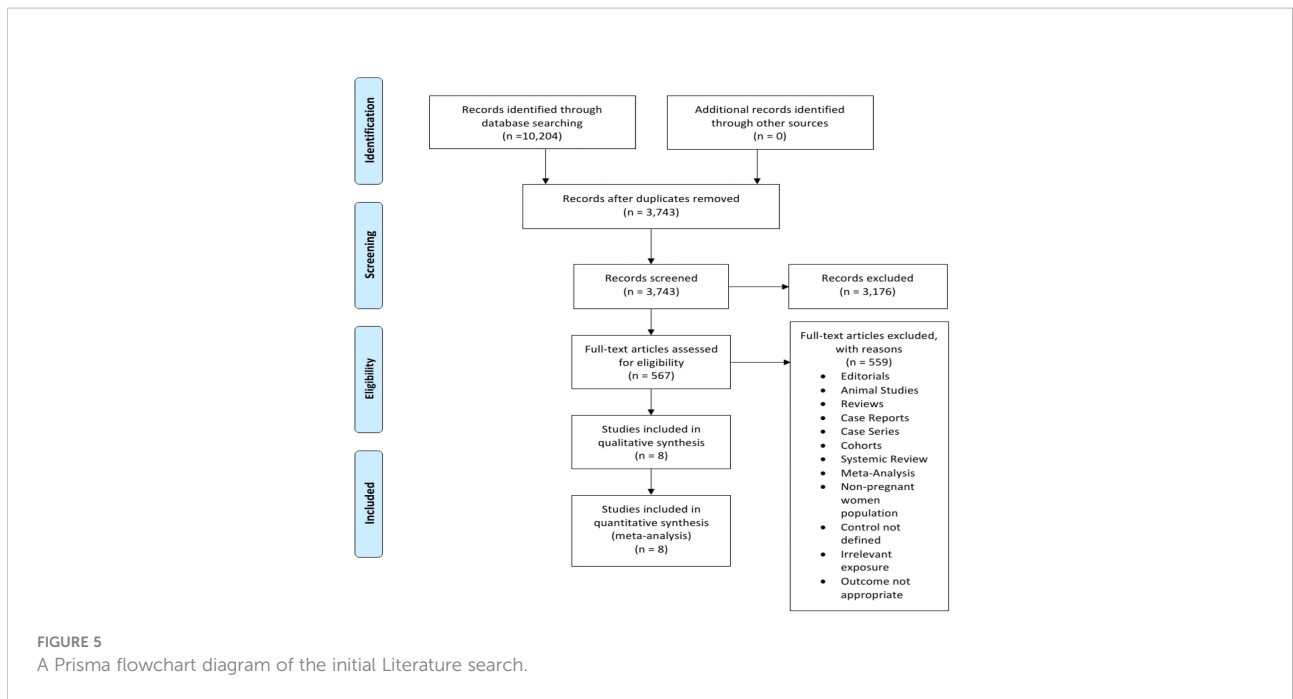 Identification
Records identified through
database searching
(n =10,204)
Additional records identified
through other sources
(n = 0)
Records after duplicates removed
(n = 3,743)
Screening
Records screened
(n = 3,743)
Records excluded
(n = 3,176)
Eligibility
Full-text articles assessed
for eligibility
(n = 567)
Full-text articles excluded,
with reasons
(n = 559)
• Editorials
• Animal Studies
• Reviews
• Case Reports
• Case Series
• Cohorts
• Systemic Review
• Meta-Analysis
• Non-pregnant
women
population
• Control not
defined
• Irrelevant
exposure
• Outcome not
appropriate
Studies included in
qualitative synthesis
(n = 8)
Included
Studies included in
quantitative synthesis
(meta-analysis)
(n = 8)
FIGURE 5
A Prisma flowchart diagram of the initial Literature search.